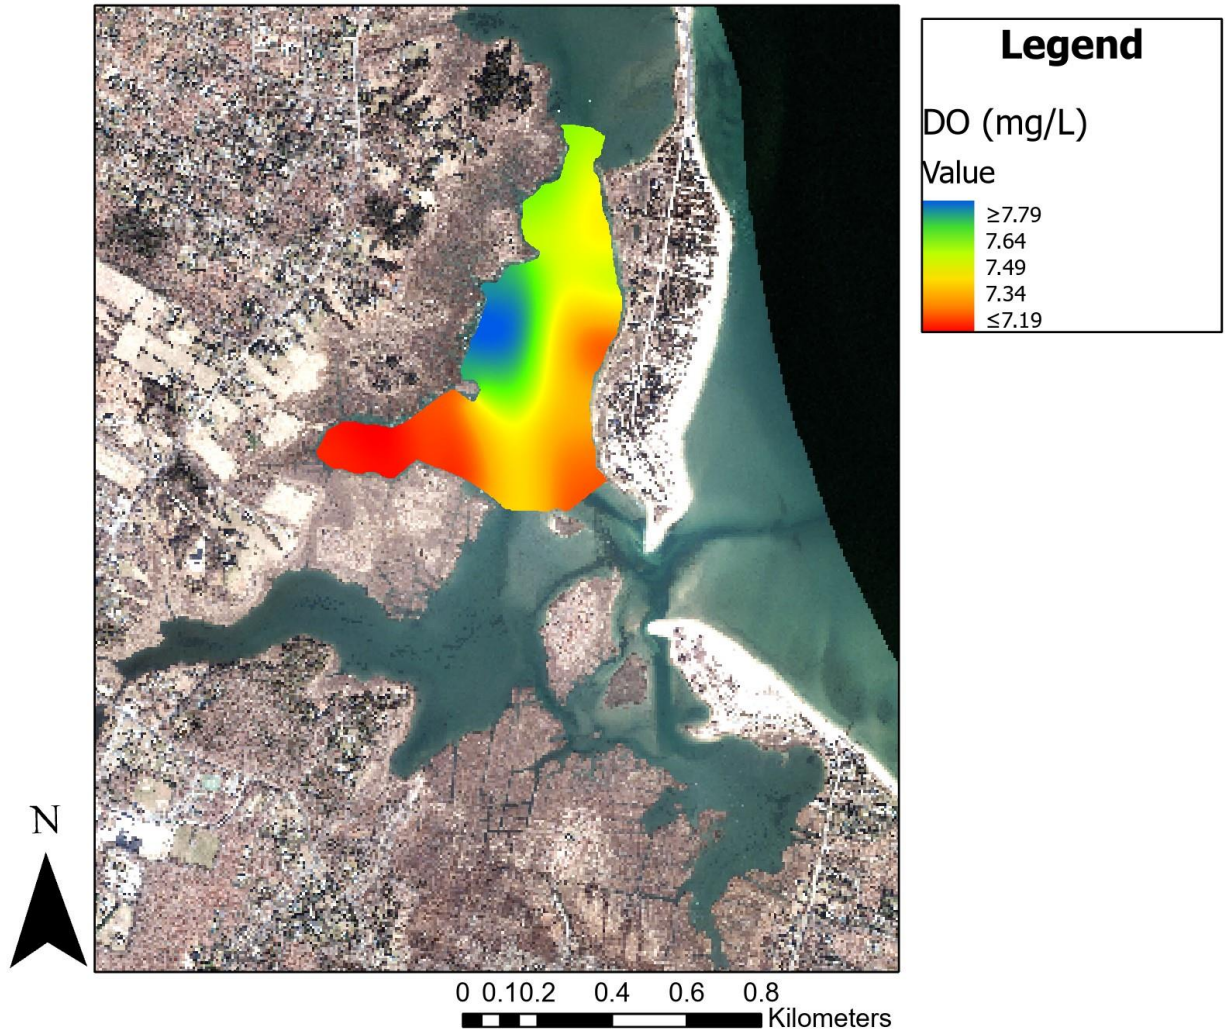 Legend
DO (mg/L)
Value
≥7.79
7.64
7.49
7.34
≤7.19
N
0 0.10.2 0.4 0.6 0.8
Kilometers